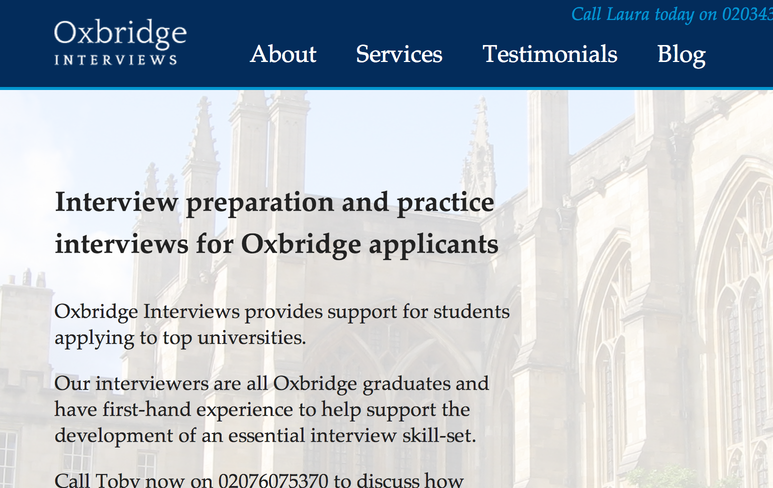 Call Laura today on 020343
Oxbridge
INTERVIEWS
About Services Testimonials Blog
Interview preparation and practice
interviews for Oxbridge applicants
Oxbridge Interviews provides support for students
applying to top universities.
Our interviewers are all Oxbridge graduates and
have first-hand experience to help support the
development of an essential interview skill-set.
Call Toby now on 02076075370 to discuss how